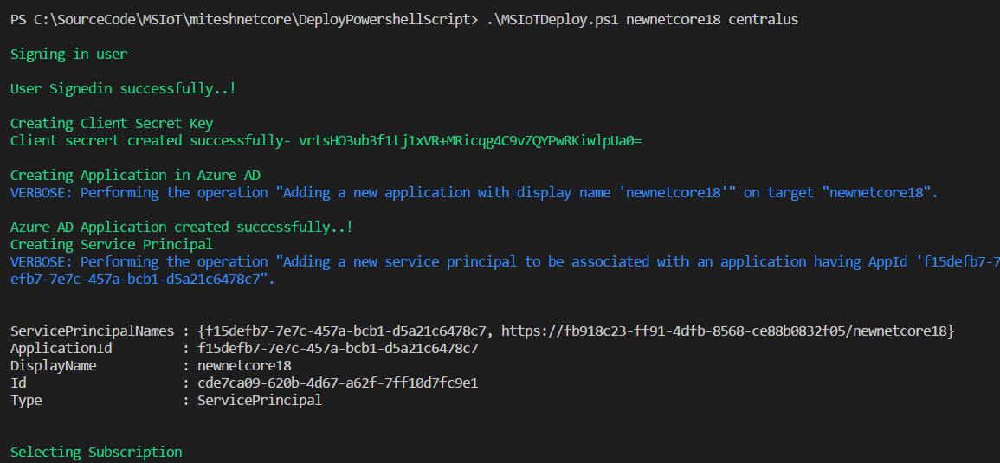 PS C:\SourceCode\MSIoT\miteshnetcore\DeployPowershellScript> .\MSIoTDeploy.ps1 newnetcore18 centralus
Signing in user
User Signedin successfully..!
Creating Client Secret Key
Client secrert created successfully- vrtsHO3ub3f1tj1xVR+MRicqg4C9vZQYPwRKiwlpUa0=
Creating Application in Azure AD
VERBOSE: Performing the operation "Adding a new application with display name 'newnetcore18'" on target "newnetcore18".
Azure AD Application created successfully..!
Creating Service Principal
VERBOSE: Performing the operation "Adding a new service principal to be associated with an application having AppId 'f15defb7-7
efb7-7e7c-457a-bcb1-d5a21c6478c7".
ServicePrincipalNames : {f15defb7-7e7c-457a-bcb1-d5a21c6478c7, https://fb918c23-ff91-4dfb-8568-ce88b0832f05/newnetcore18}
ApplicationId : f15defb7-7e7c-457a-bcb1-d5a21c6478c7
DisplayName : newnetcore18
Id : cde7ca09-620b-4d67-a62f-7ff10d7fc9e1
Type : ServicePrincipal
Selecting Subscription